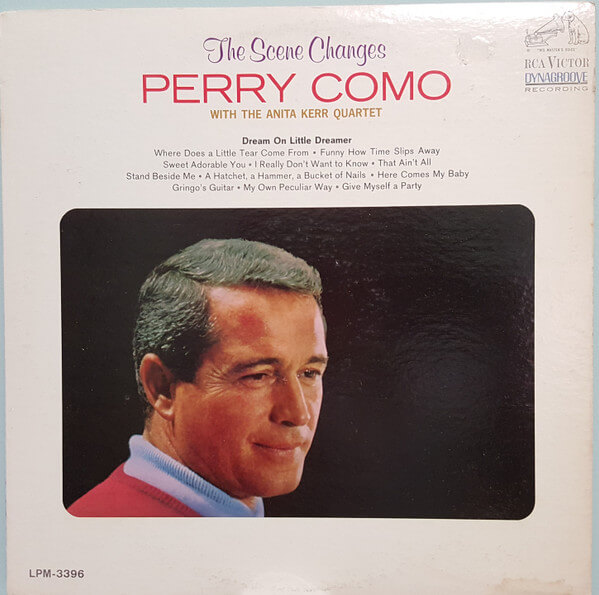 The Scene Changes
PERRY COMO
WITH THE ANITA KERR QUARTET
"HIS MASTER'S VOICE"
RCA VICTOR
DYNAGROOVE
RECORDING
Dream On Little Dreamer
Where Does a Little Tear Come From • Funny How Time Slips Away
Sweet Adorable You • I Really Don't Want to Know • That Ain't All
Stand Beside Me • A Hatchet, a Hammer, a Bucket of Nails • Here Comes My Baby
Gringo's Guitar • My Own Peculiar Way • Give Myself a Party
LPM-3396